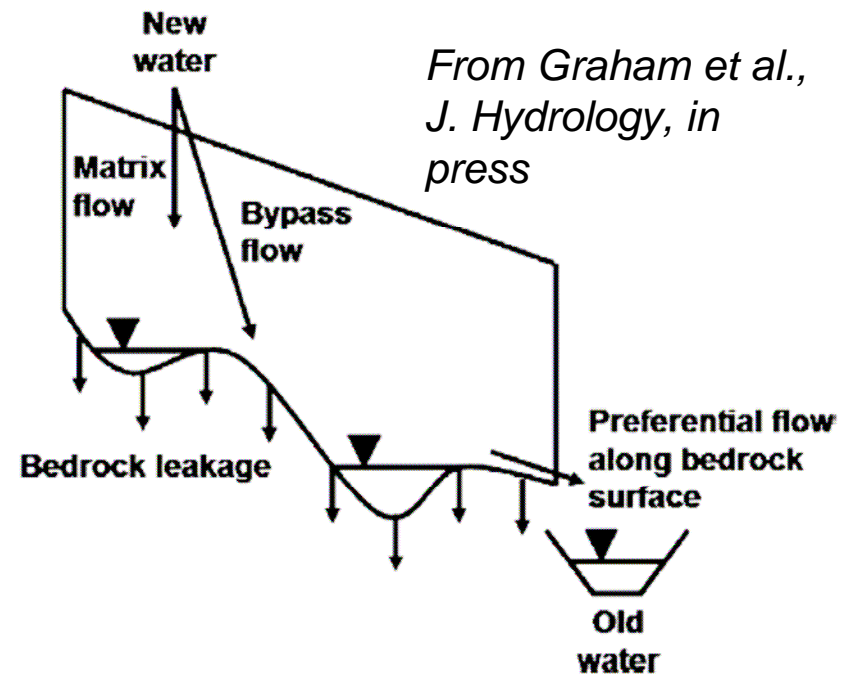 New
water
From Graham et al.,
J. Hydrology, in
press
Matrix
flow
Bypass
flow
Bedrock leakage
Preferential flow
along bedrock
surface
Old
water